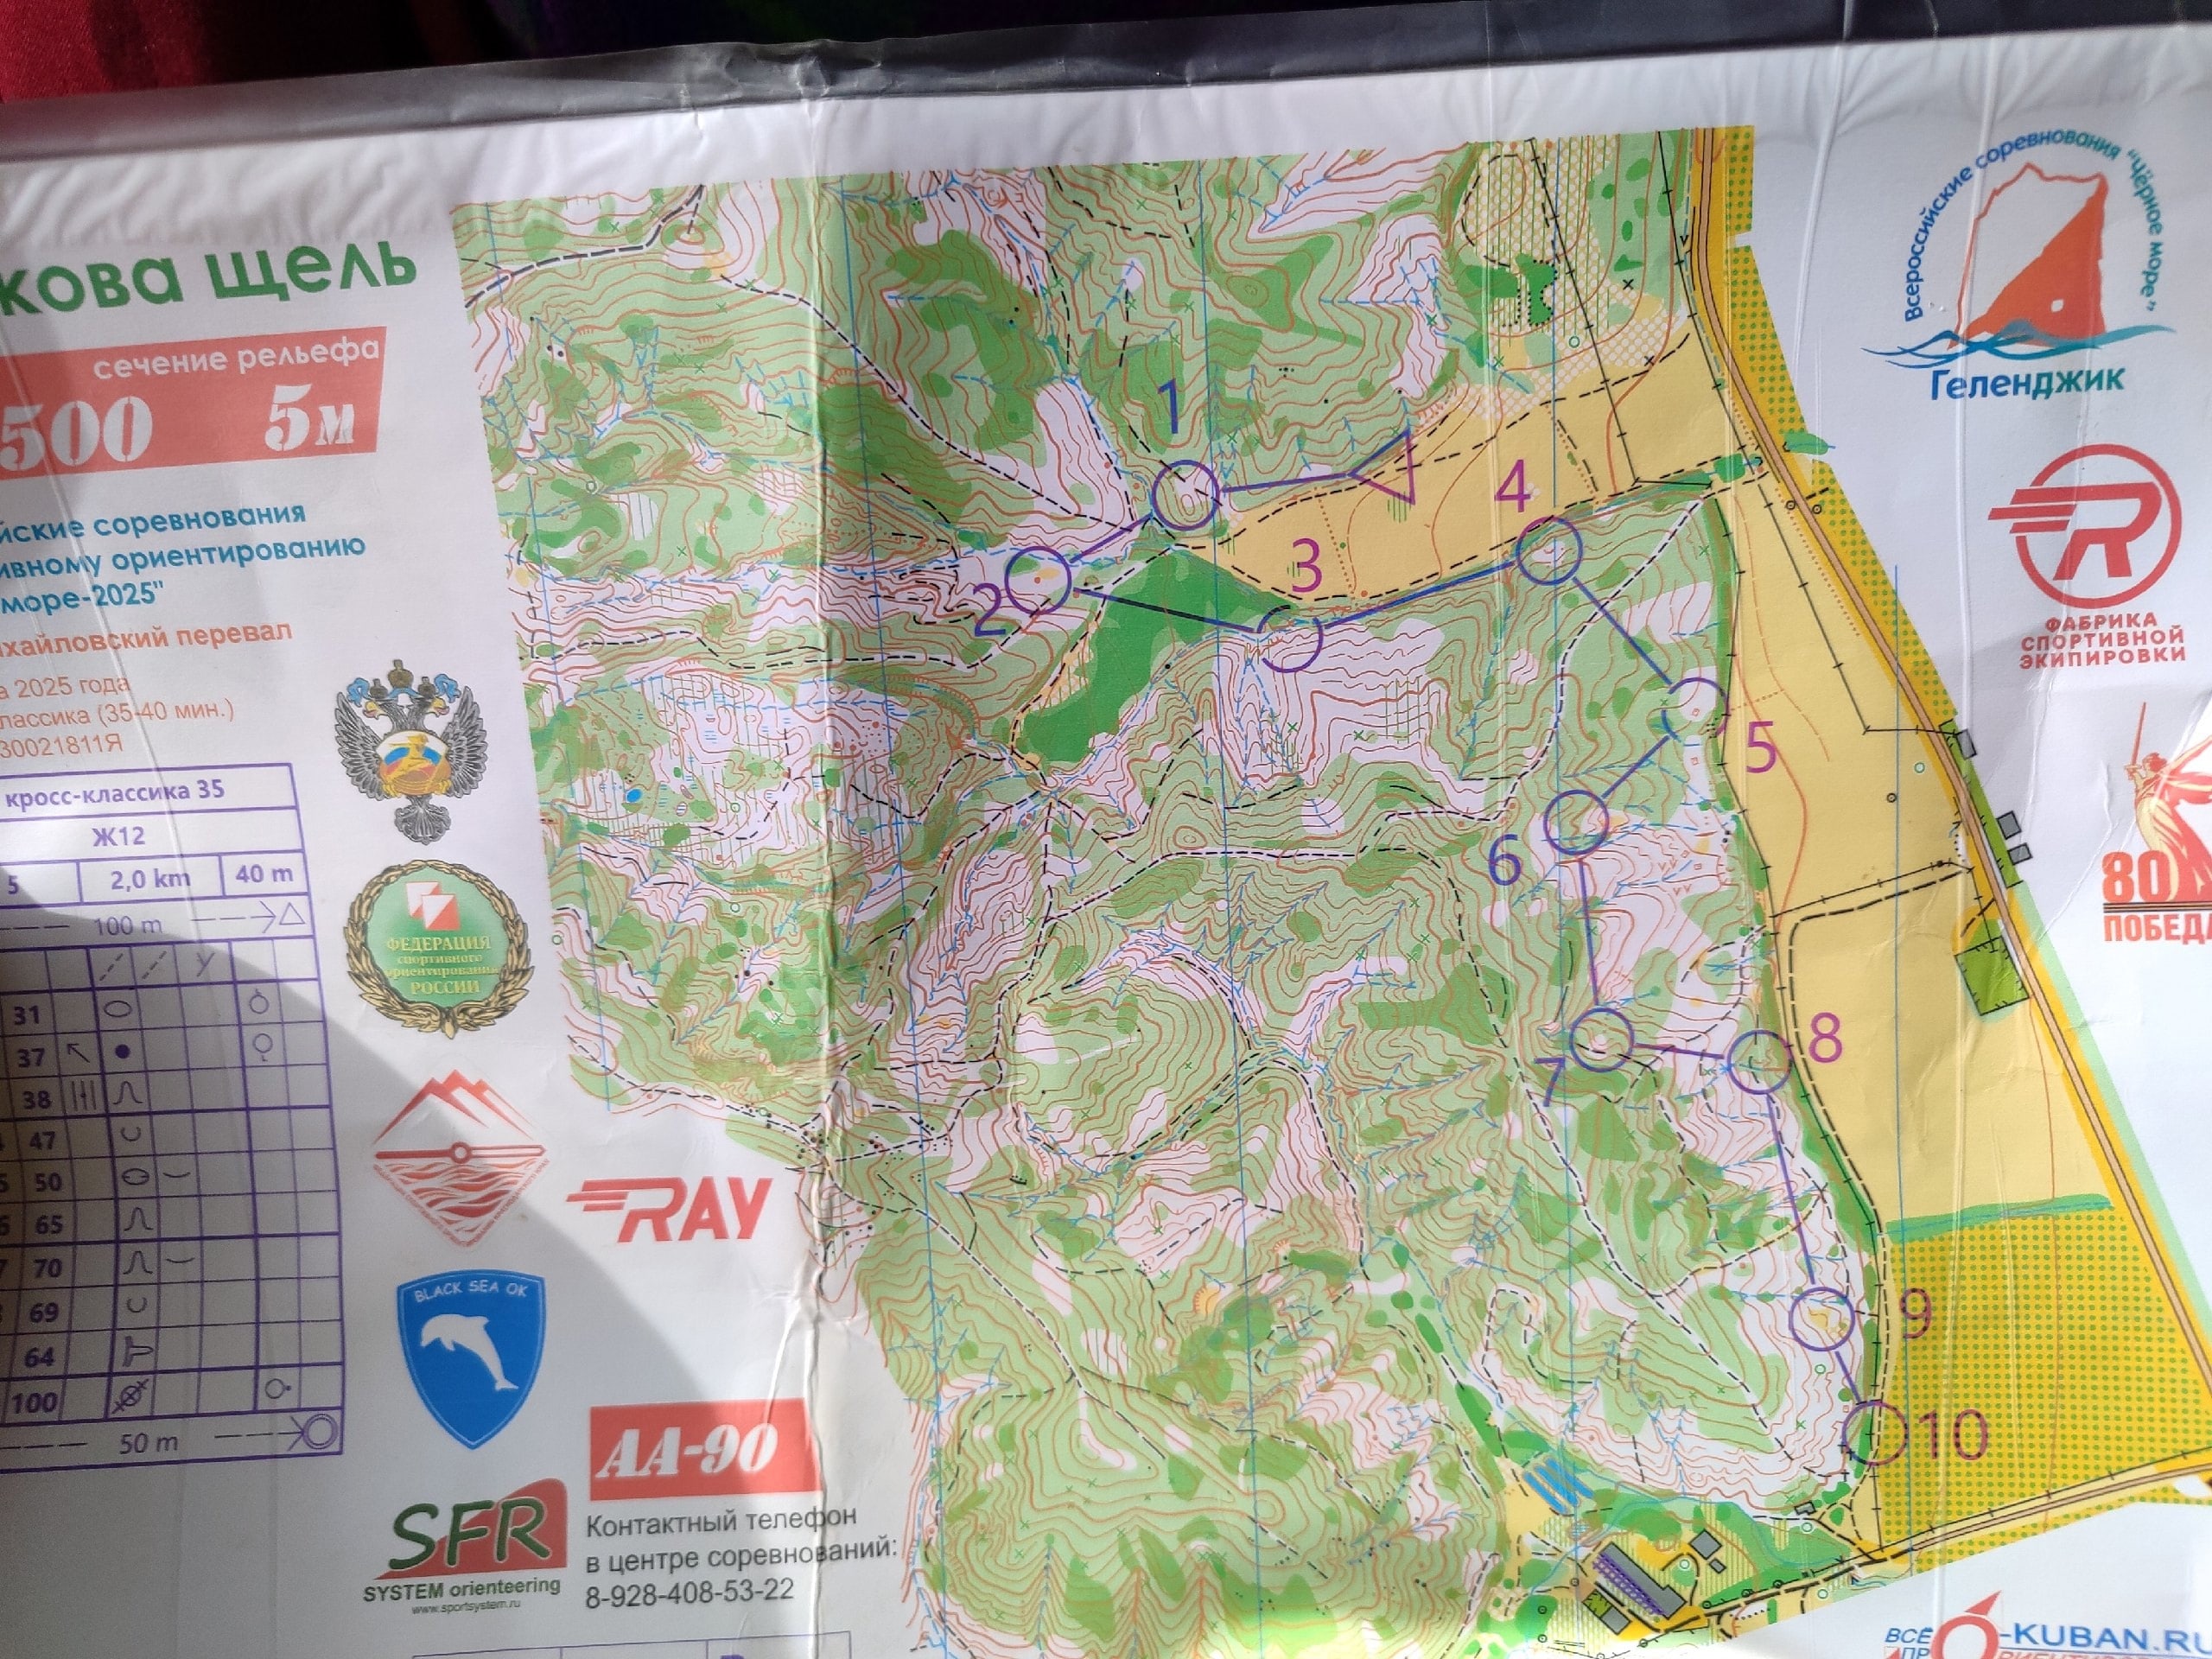 кова щель
сечение рельефа
500 5м
йские соревнования
ивному ориентированию
море-2025"
хайловский перевал
а 2025 года
лассика (35-40 мин.)
30021811Я
кросс-классика 35
Ж12
5 2,0 km 40 m
100 m
31
37
38
47
50
65
70
69
64
100
50 m
ФЕДЕРАЦИЯ
спортивного
ориентирования
РОССИИ
RAY
BLACK SEA OK
AA-90
SFR
SYSTEM orienteering
www.sportsystem.ru
Контактный телефон
в центре соревнований:
8-928-408-53-22
1
2
3
4
5
6
7
8
9
10
Всероссийские соревнования "Чёрное море"
Геленджик
ФАБРИКА
СПОРТИВНОЙ
ЭКИПИРОВКИ
80
ПОБЕДА
ВСЁ
ПР
-KUBAN.RU